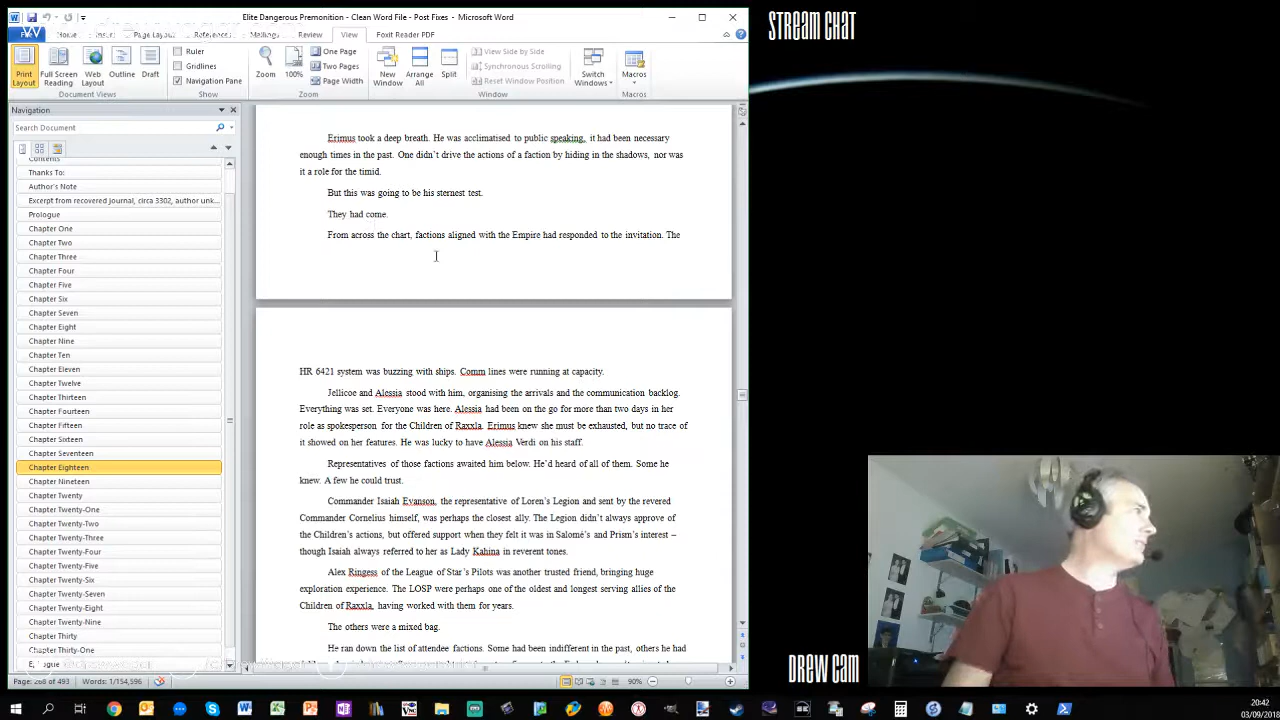 Elite Dangerous Premonition - Clean Word File - Post Fixes - Microsoft Word
View
Foxit Reader PDF
Print Layout
Full Screen Reading
Web Layout
Outline
Draft
Document Views
Ruler
Gridlines
Navigation Pane
Show
Zoom
100%
One Page
Two Pages
Page Width
Zoom
New Window
Arrange All
Split
View Side by Side
Synchronous Scrolling
Reset Window Position
Window
Switch Windows
Macros
Macros
Navigation
Search Document
Contents
Thanks To:
Author's Note
Excerpt from recovered journal, circa 3302, author unk...
Prologue
Chapter One
Chapter Two
Chapter Three
Chapter Four
Chapter Five
Chapter Six
Chapter Seven
Chapter Eight
Chapter Nine
Chapter Ten
Chapter Eleven
Chapter Twelve
Chapter Thirteen
Chapter Fourteen
Chapter Fifteen
Chapter Sixteen
Chapter Seventeen
Chapter Eighteen
Chapter Nineteen
Chapter Twenty
Chapter Twenty-One
Chapter Twenty-Two
Chapter Twenty-Three
Chapter Twenty-Four
Chapter Twenty-Five
Chapter Twenty-Six
Chapter Twenty-Seven
Chapter Twenty-Eight
Chapter Twenty-Nine
Chapter Thirty
Chapter Thirty-One
Erimus took a deep breath. He was acclimatised to public speaking, it had been necessary
enough times in the past. One didn't drive the actions of a faction by hiding in the shadows, nor was
it a role for the timid.
But this was going to be his sternest test.
They had come.
From across the chart, factions aligned with the Empire had responded to the invitation. The
HR 6421 system was buzzing with ships. Comm lines were running at capacity.
Jellicoe and Alessia stood with him, organising the arrivals and the communication backlog.
Everything was set. Everyone was here. Alessia had been on the go for more than two days in her
role as spokesperson for the Children of Raxxla. Erimus knew she must be exhausted, but no trace of
it showed on her features. He was lucky to have Alessia Verdi on his staff.
Representatives of those factions awaited him below. He'd heard of all of them. Some he
knew. A few he could trust.
Commander Isaiah Evanson, the representative of Loren's Legion and sent by the revered
Commander Cornelius himself, was perhaps the closest ally. The Legion didn't always approve of
the Children's actions, but offered support when they felt it was in Salomé's and Prism's interest –
though Isaiah always referred to her as Lady Kahina in reverent tones.
Alex Ringess of the League of Star's Pilots was another trusted friend, bringing huge
exploration experience. The LOSP were perhaps one of the oldest and longest serving allies of the
Children of Raxxla, having worked with them for years.
The others were a mixed bag.
He ran down the list of attendee factions. Some had been indifferent in the past, others he had
Page: 268 of 493
Words: 1/154,596
90%
STREAM CHAT
DREW CAM
20:42
03/09/2018